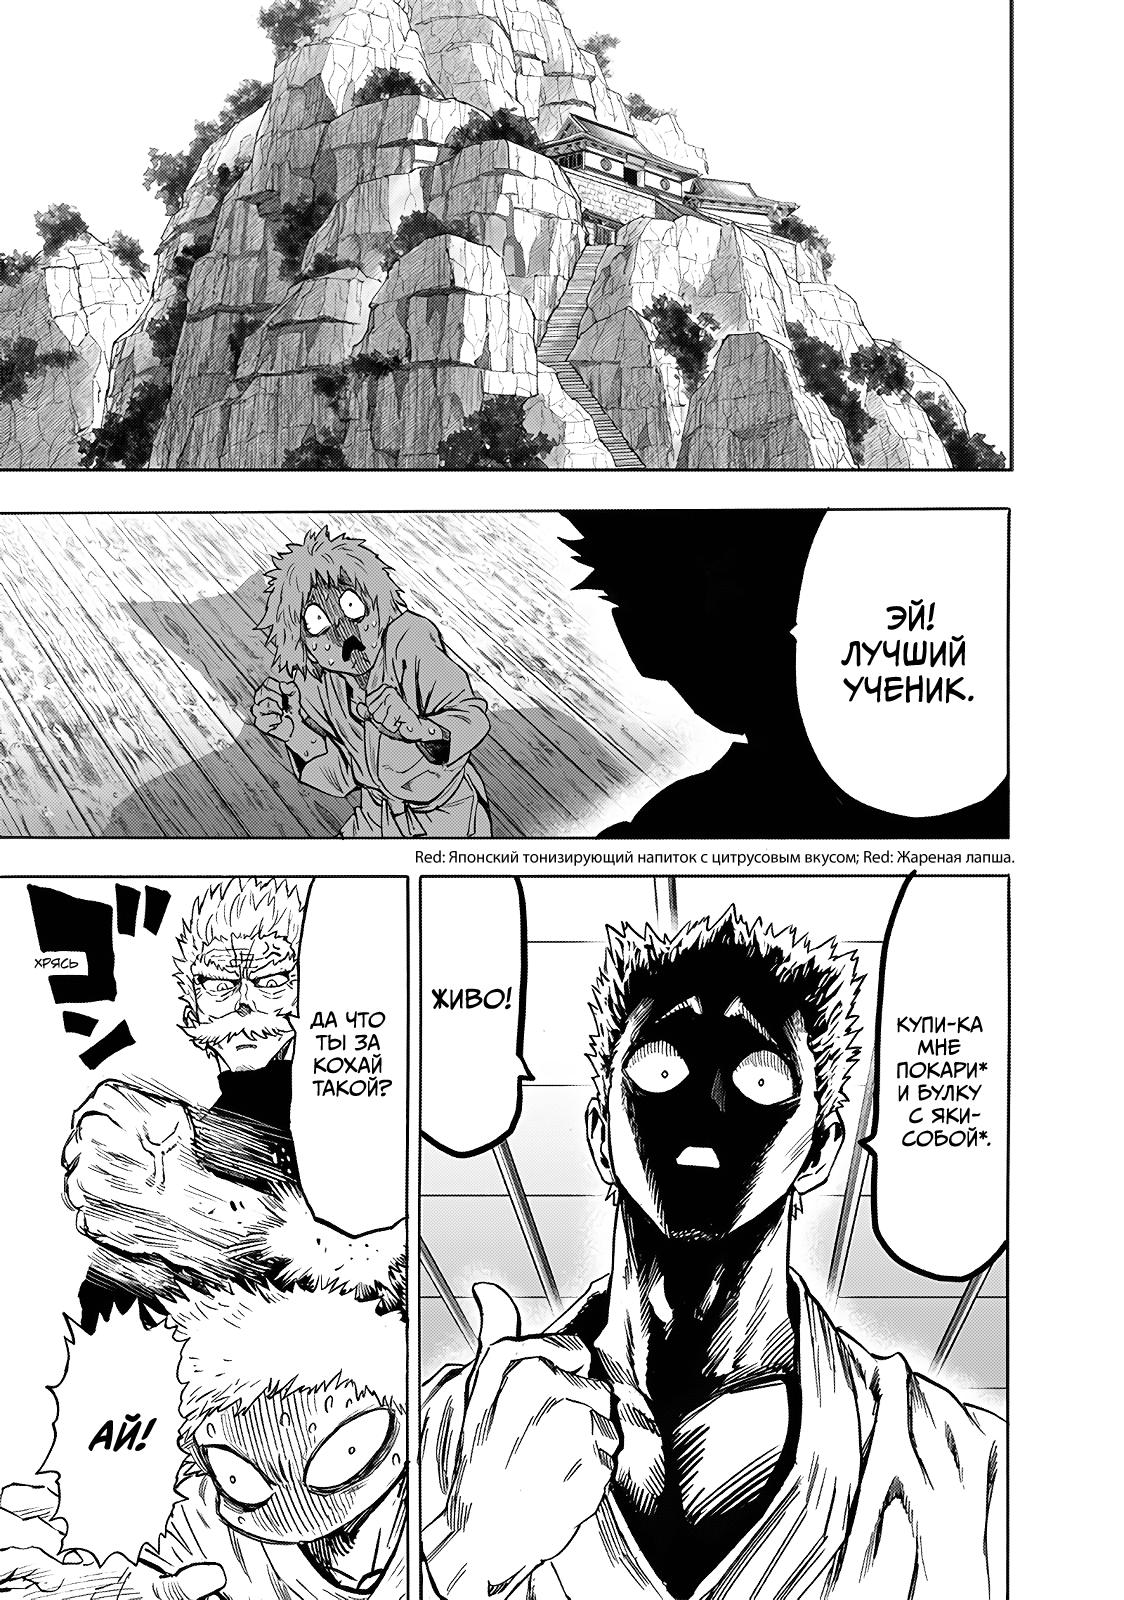 ЭЙ!
ЛУЧШИЙ
УЧЕНИК.
Red: Японский тонизирующий напиток с цитрусовым вкусом; Red: Жареная лапша.
КУПИ-КА
МНЕ
ПОКАРИ*
И БУЛКУ
С ЯКИ-
СОБОЙ*.
ЖИВО!
ДА ЧТО
ТЫ ЗА
КОХАЙ
ТАКОЙ?
ХРЯСЬ
АЙ!